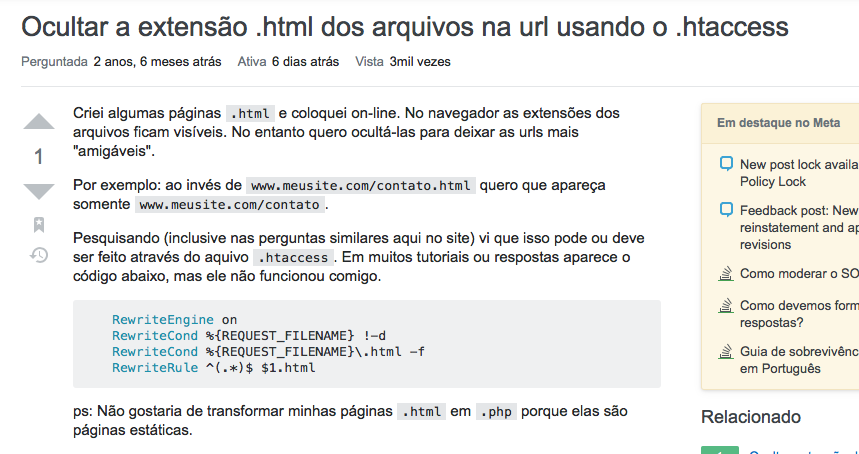 Ocultar a extensão .html dos arquivos na url usando o .htaccess
Perguntada 2 anos, 6 meses atrás Ativa 6 dias atrás Vista 3mil vezes
1
Criei algumas páginas .html e coloquei on-line. No navegador as extensões dos
arquivos ficam visíveis. No entanto quero ocultá-las para deixar as urls mais
"amigáveis".
Por exemplo: ao invés de www.meusite.com/contato.html quero que apareça
somente www.meusite.com/contato.
Pesquisando (inclusive nas perguntas similares aqui no site) vi que isso pode ou deve
ser feito através do aquivo .htaccess. Em muitos tutoriais ou respostas aparece o
código abaixo, mas ele não funcionou comigo.
RewriteEngine on
RewriteCond %{REQUEST_FILENAME} !-d
RewriteCond %{REQUEST_FILENAME}\.html -f
RewriteRule ^(.*)$ $1.html
ps: Não gostaria de transformar minhas páginas .html em .php porque elas são
páginas estáticas.
Em destaque no Meta
New post lock availa
Policy Lock
Feedback post: New
reinstatement and ap
revisions
Como moderar o SO
Como devemos form
respostas?
Guia de sobrevivênc
em Português
Relacionado